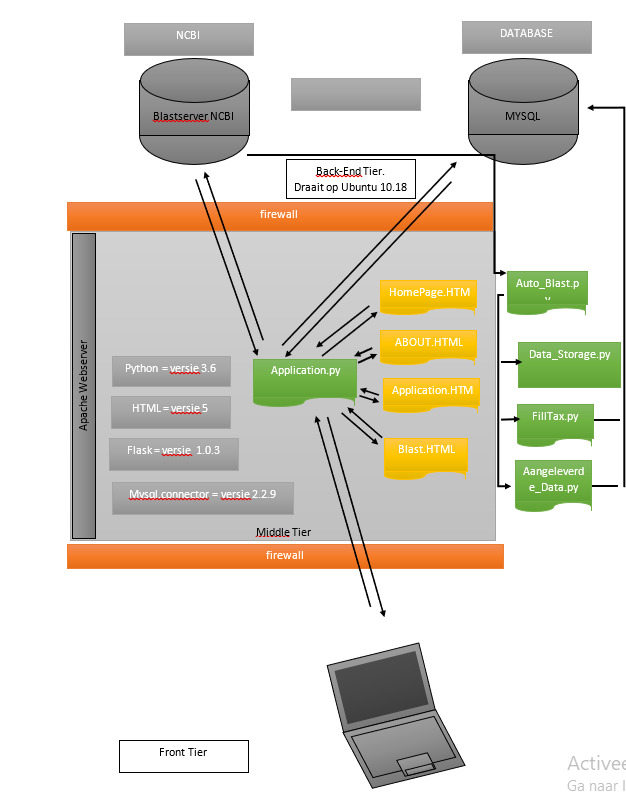 NCBI
DATABASE
Blastserver NCBI
MYSQL
Back-End Tier.
Draait op Ubuntu 10.18
firewall
Apache Webserver
HomePage.HTM
Auto_Blast.p
y
ABOUT.HTML
Data_Storage.py
Python = versie 3.6
Application.py
Application.HTM
HTML = versie 5
FillTax.py
Flask = versie 1.0.3
Blast.HTML
Aangeleverd
e_Data.py
Mysql.connector = versie 2.2.9
Middle Tier
firewall
Front Tier
Activee
Ga naar I